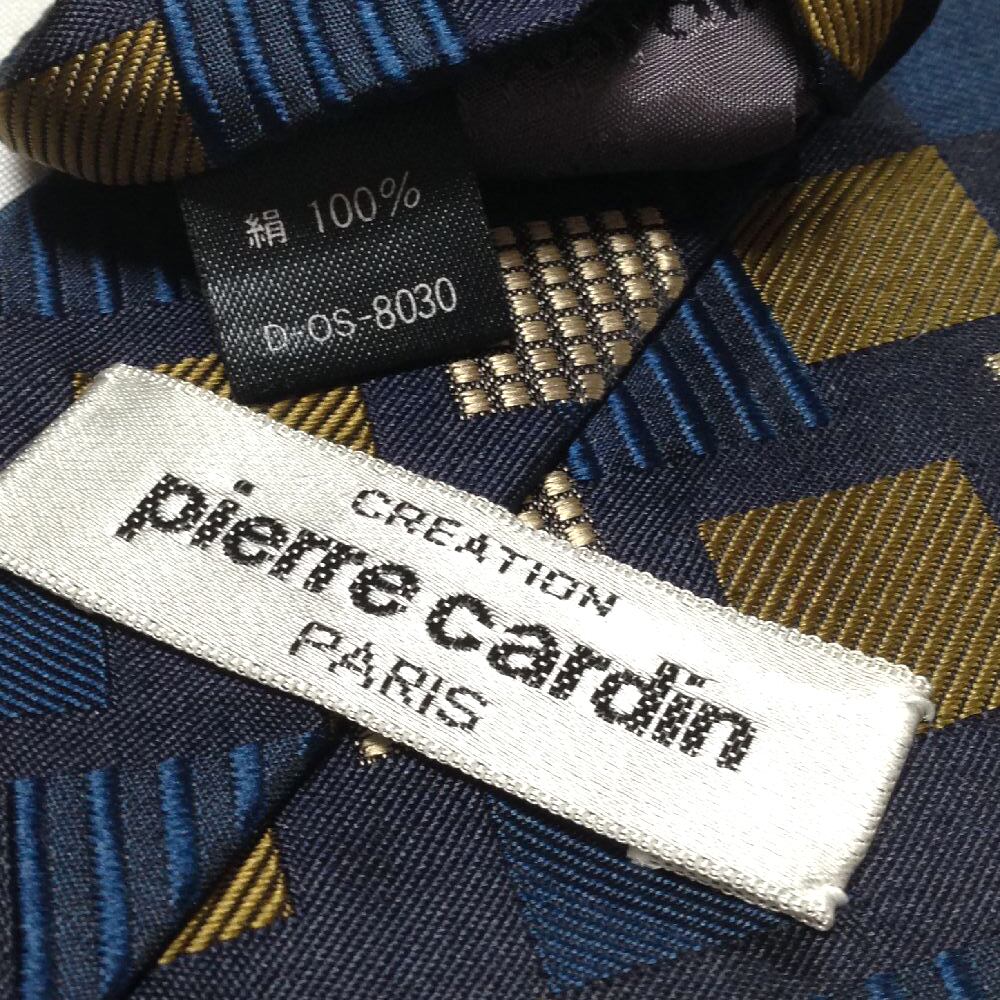 絹 100%
D-OS-8030
CREATION
pierre cardin
PARIS